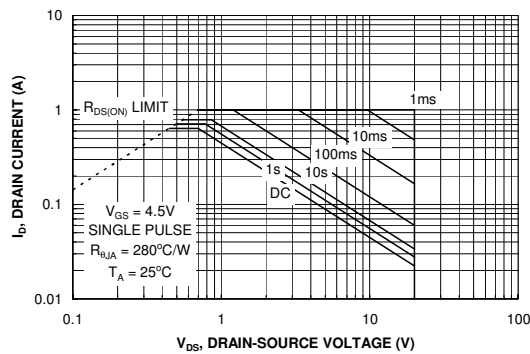 10
1
0.1
0.01
I_D, DRAIN CURRENT (A)
R_DS(ON) LIMIT
1ms
10ms
100ms
1s
10s
DC
V_GS = 4.5V
SINGLE PULSE
R_θJA = 280°C/W
T_A = 25°C
0.1
1
10
100
V_DS, DRAIN-SOURCE VOLTAGE (V)